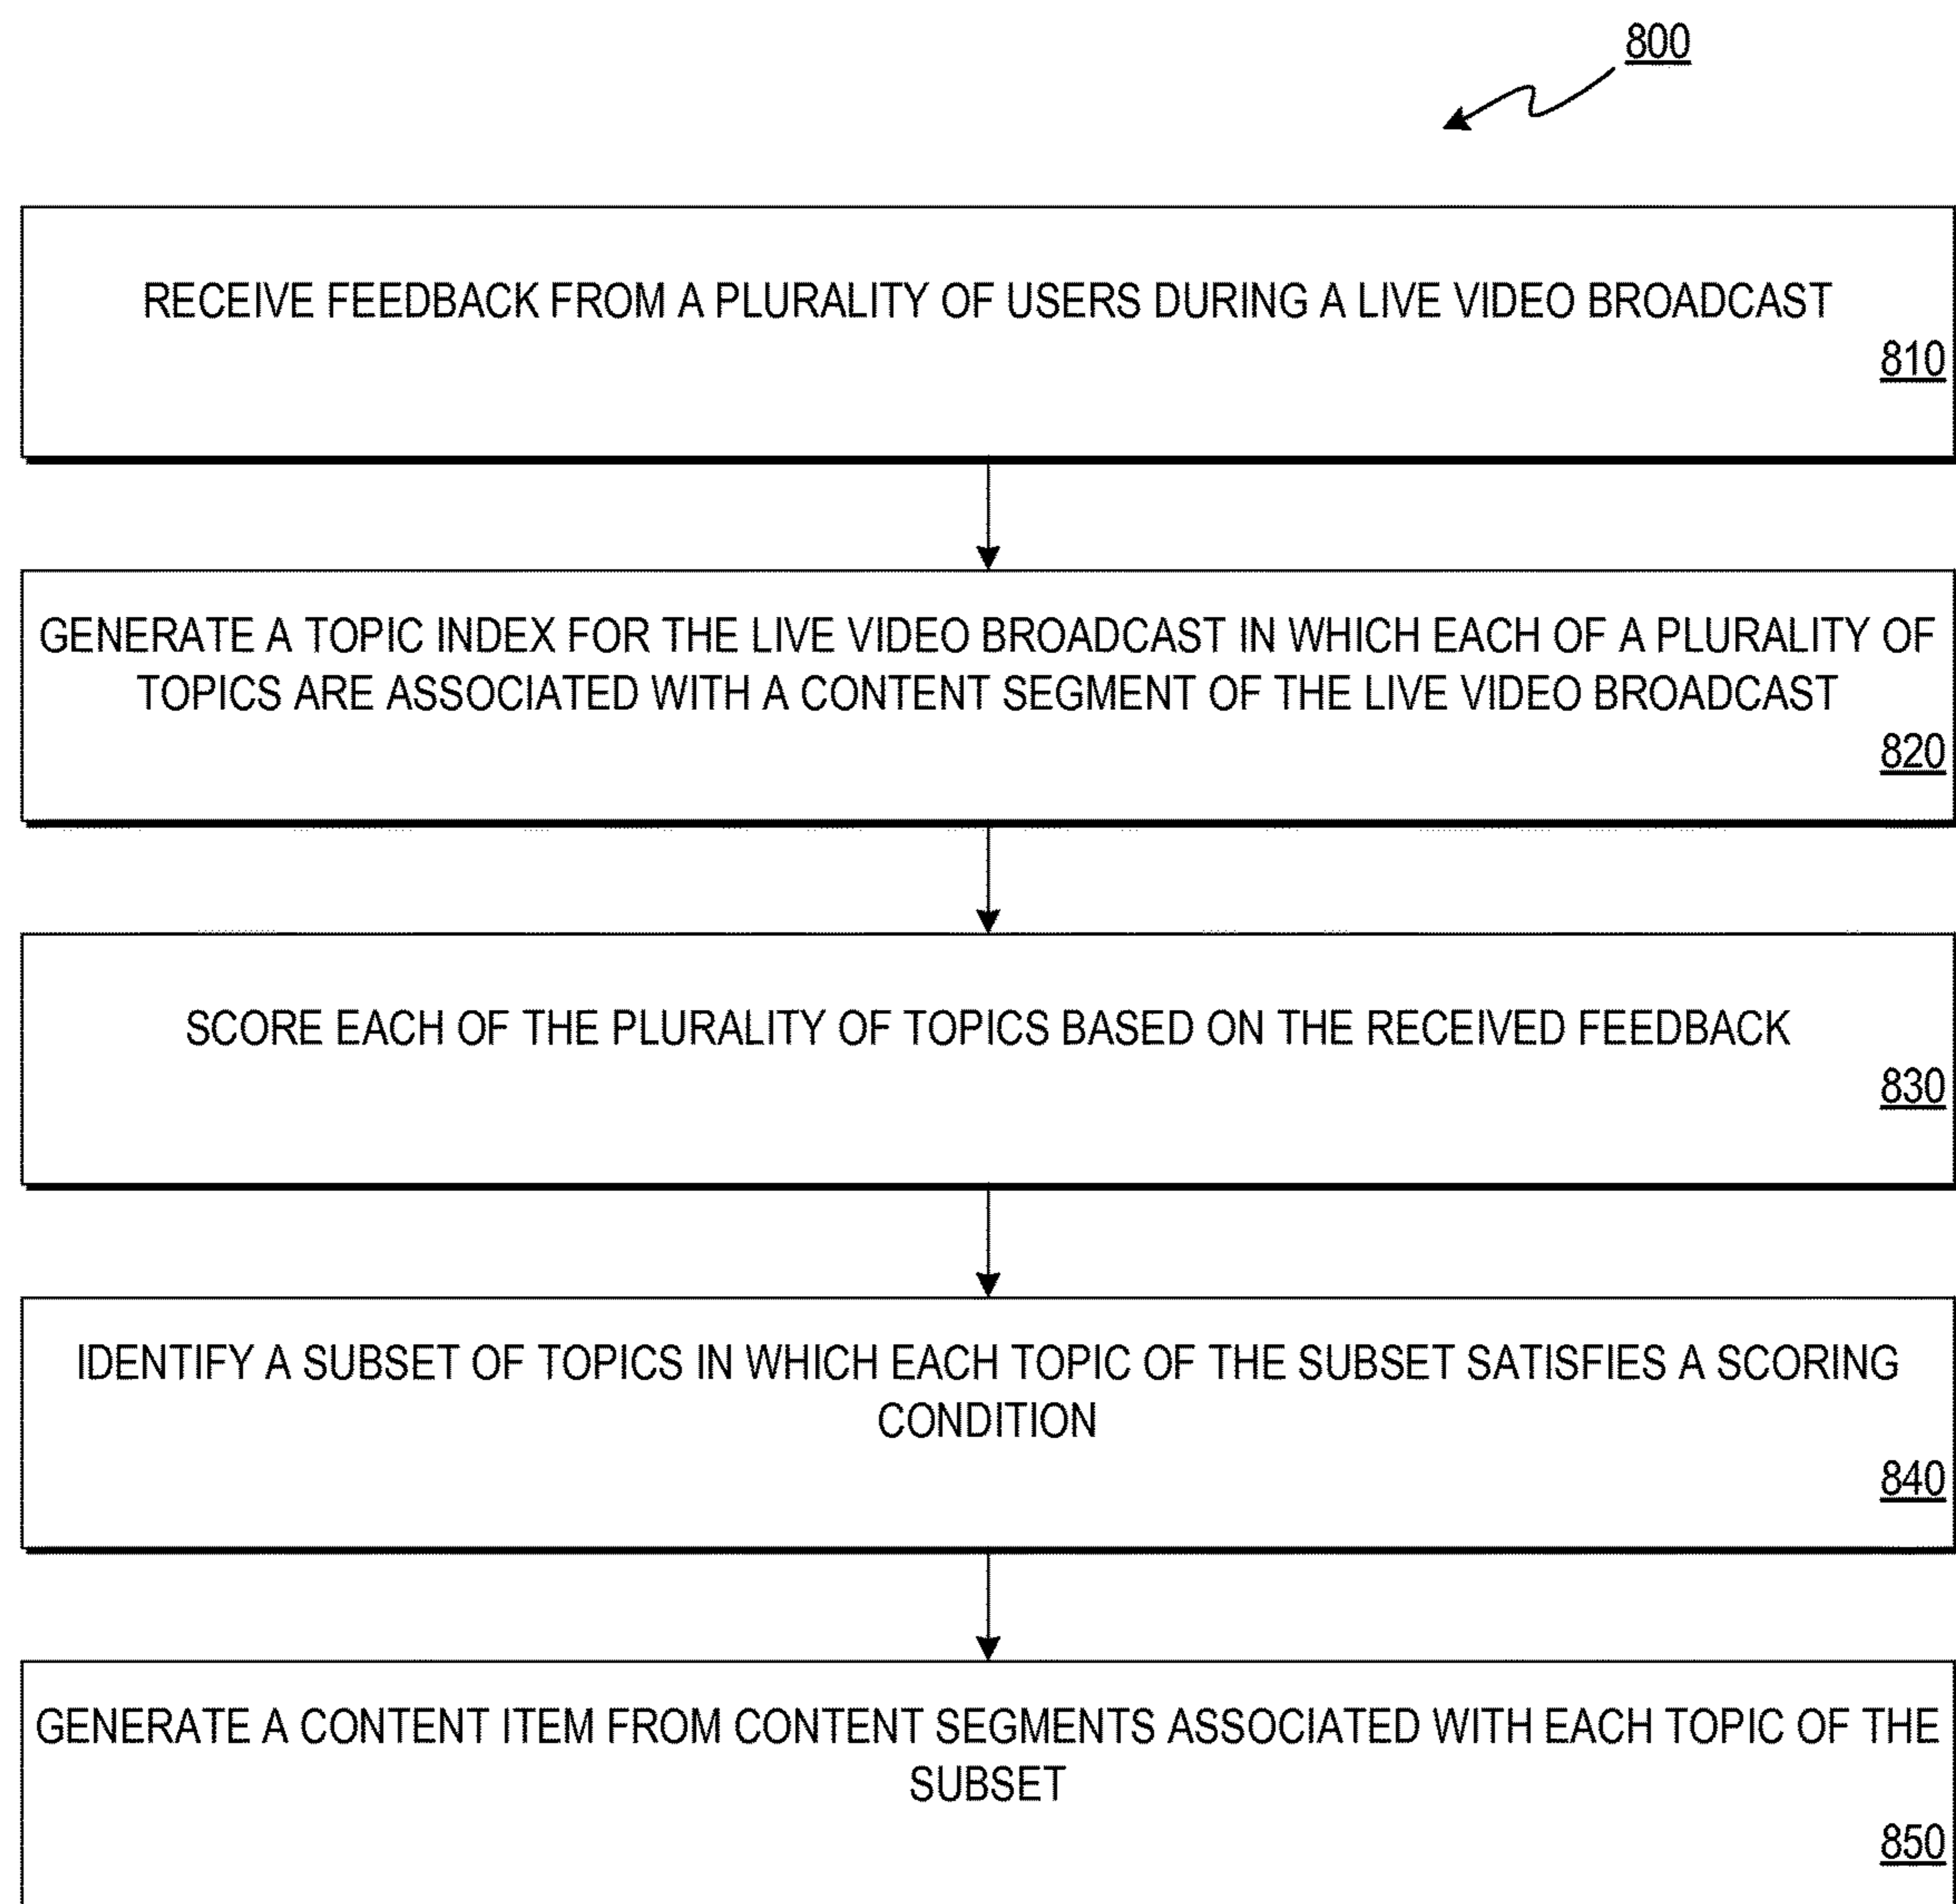 800
RECEIVE FEEDBACK FROM A PLURALITY OF USERS DURING A LIVE VIDEO BROADCAST
810
GENERATE A TOPIC INDEX FOR THE LIVE VIDEO BROADCAST IN WHICH EACH OF A PLURALITY OF
TOPICS ARE ASSOCIATED WITH A CONTENT SEGMENT OF THE LIVE VIDEO BROADCAST
820
SCORE EACH OF THE PLURALITY OF TOPICS BASED ON THE RECEIVED FEEDBACK
830
IDENTIFY A SUBSET OF TOPICS IN WHICH EACH TOPIC OF THE SUBSET SATISFIES A SCORING
CONDITION
840
GENERATE A CONTENT ITEM FROM CONTENT SEGMENTS ASSOCIATED WITH EACH TOPIC OF THE
SUBSET
850